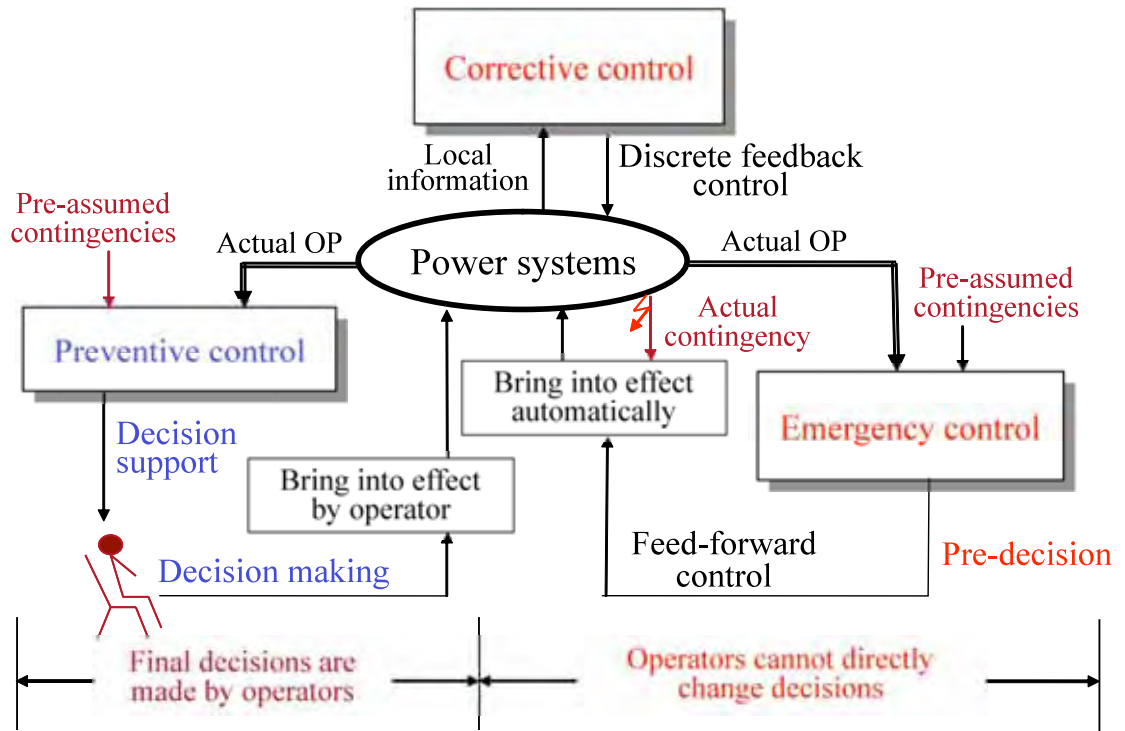 Corrective control
Local
information
Discrete feedback
control
Pre-assumed
contingencies
Actual OP
Power systems
Actual OP
Pre-assumed
contingencies
Actual
contingency
Preventive control
Bring into effect
automatically
Emergency control
Decision
support
Bring into effect
by operator
Decision making
Feed-forward
control
Pre-decision
Final decisions are
made by operators
Operators cannot directly
change decisions